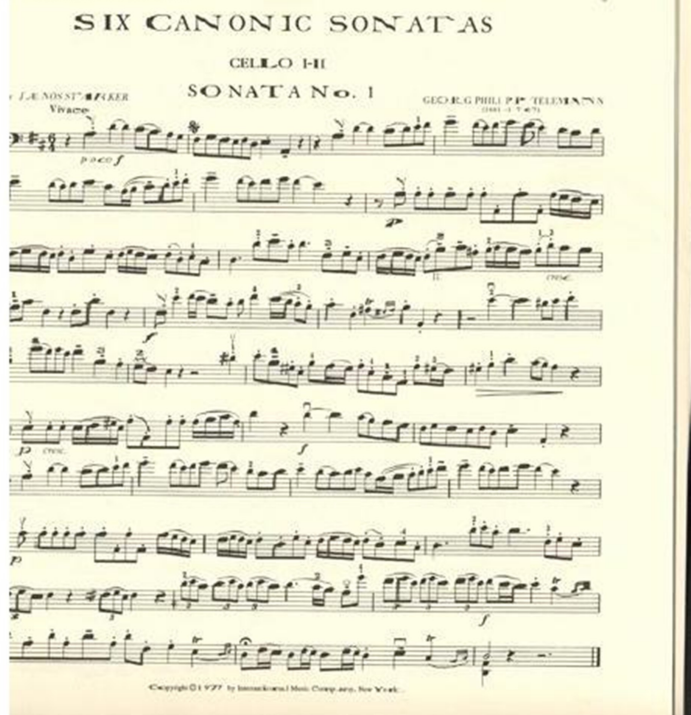 SIX CANONIC SONATAS
CELLO I-II
SONATA No. 1
GEORG PHILIPP TELEMANN
Vivace
poco f
p
cresc.
f
p cresc.
f
p
f
Copyright © 1977 by International Music Company, New York.